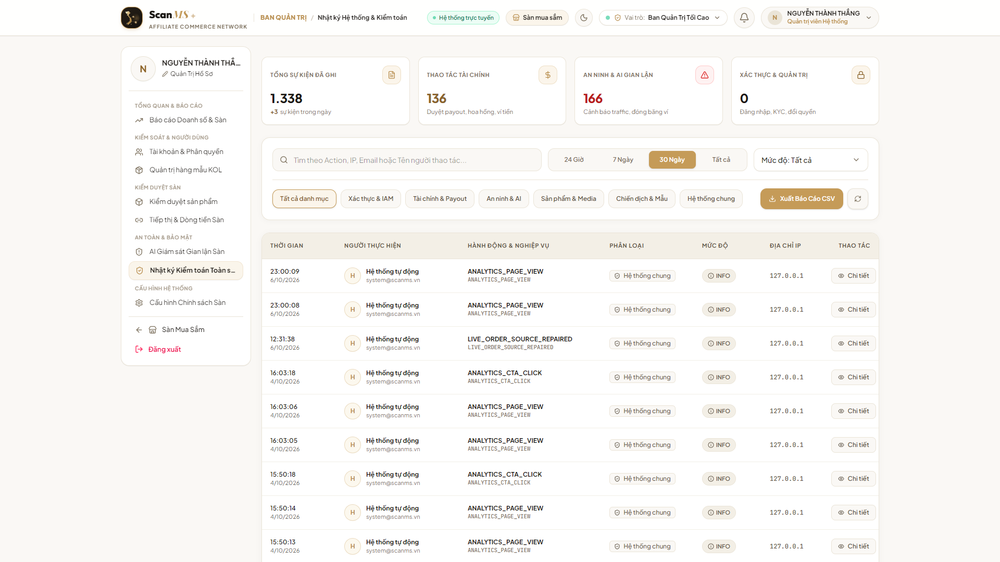 ScanMS
AFFILIATE COMMERCE NETWORK
BAN QUẢN TRỊ / Nhật ký Hệ thống & Kiểm toán
Hệ thống trực tuyến
Sàn mua sắm
Vai trò: Ban Quản Trị Tối Cao
N
NGUYỄN THÀNH THẮNG
Quản trị viên Hệ thống
N
NGUYỄN THÀNH THẮ...
Quản Trị Hồ Sơ
TỔNG QUAN & BÁO CÁO
Báo cáo Doanh số & Sàn
KIỂM SOÁT & NGƯỜI DÙNG
Tài khoản & Phân quyền
Quản trị hàng mẫu KOL
KIỂM DUYỆT SÀN
Kiểm duyệt sản phẩm
Tiếp thị & Dòng tiền Sàn
AN TOÀN & BẢO MẬT
AI Giám sát Gian lận Sàn
Nhật ký Kiểm toán Toàn s...
CẤU HÌNH HỆ THỐNG
Cấu hình Chính sách Sàn
Sàn Mua Sắm
Đăng xuất
TỔNG SỰ KIỆN ĐÃ GHI
1.338
+3 sự kiện trong ngày
THAO TÁC TÀI CHÍNH
136
Duyệt payout, hoa hồng, ví tiền
AN NINH & AI GIAN LẬN
166
Cảnh báo traffic, đóng băng ví
XÁC THỰC & QUẢN TRỊ
0
Đăng nhập, KYC, đổi quyền
Tìm theo Action, IP, Email hoặc Tên người thao tác...
24 Giờ
7 Ngày
30 Ngày
Tất cả
Mức độ: Tất cả
Tất cả danh mục
Xác thực & IAM
Tài chính & Payout
An ninh & AI
Sản phẩm & Media
Chiến dịch & Mẫu
Hệ thống chung
Xuất Báo Cáo CSV
THỜI GIAN NGƯỜI THỰC HIỆN HÀNH ĐỘNG & NGHIỆP VỤ PHÂN LOẠI MỨC ĐỘ ĐỊA CHỈ IP THAO TÁC
23:00:09 H Hệ thống tự động ANALYTICS_PAGE_VIEW Hệ thống chung INFO 127.0.0.1 Chi tiết
6/10/2026 system@scanms.vn ANALYTICS_PAGE_VIEW
23:00:08 H Hệ thống tự động ANALYTICS_PAGE_VIEW Hệ thống chung INFO 127.0.0.1 Chi tiết
6/10/2026 system@scanms.vn ANALYTICS_PAGE_VIEW
12:31:38 H Hệ thống tự động LIVE_ORDER_SOURCE_REPAIRED Hệ thống chung INFO 127.0.0.1 Chi tiết
6/10/2026 system@scanms.vn LIVE_ORDER_SOURCE_REPAIRED
16:03:18 H Hệ thống tự động ANALYTICS_CTA_CLICK Hệ thống chung INFO 127.0.0.1 Chi tiết
4/10/2026 system@scanms.vn ANALYTICS_CTA_CLICK
16:03:06 H Hệ thống tự động ANALYTICS_PAGE_VIEW Hệ thống chung INFO 127.0.0.1 Chi tiết
4/10/2026 system@scanms.vn ANALYTICS_PAGE_VIEW
16:03:05 H Hệ thống tự động ANALYTICS_PAGE_VIEW Hệ thống chung INFO 127.0.0.1 Chi tiết
4/10/2026 system@scanms.vn ANALYTICS_PAGE_VIEW
15:50:18 H Hệ thống tự động ANALYTICS_CTA_CLICK Hệ thống chung INFO 127.0.0.1 Chi tiết
4/10/2026 system@scanms.vn ANALYTICS_CTA_CLICK
15:50:14 H Hệ thống tự động ANALYTICS_PAGE_VIEW Hệ thống chung INFO 127.0.0.1 Chi tiết
4/10/2026 system@scanms.vn ANALYTICS_PAGE_VIEW
15:50:13 H Hệ thống tự động ANALYTICS_PAGE_VIEW Hệ thống chung INFO 127.0.0.1 Chi tiết
4/10/2026 system@scanms.vn ANALYTICS_PAGE_VIEW